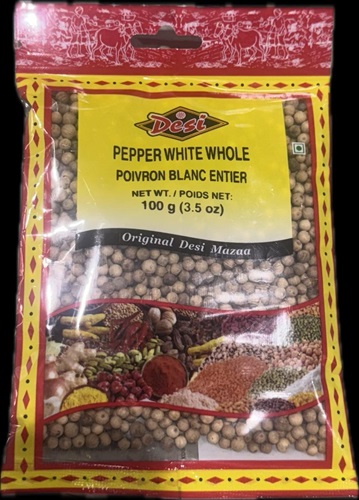 Desi
PEPPER WHITE WHOLE
POIVRON BLANC ENTIER
NET WT. / POIDS NET:
100 g (3.5 oz)
Original Desi Mazaa